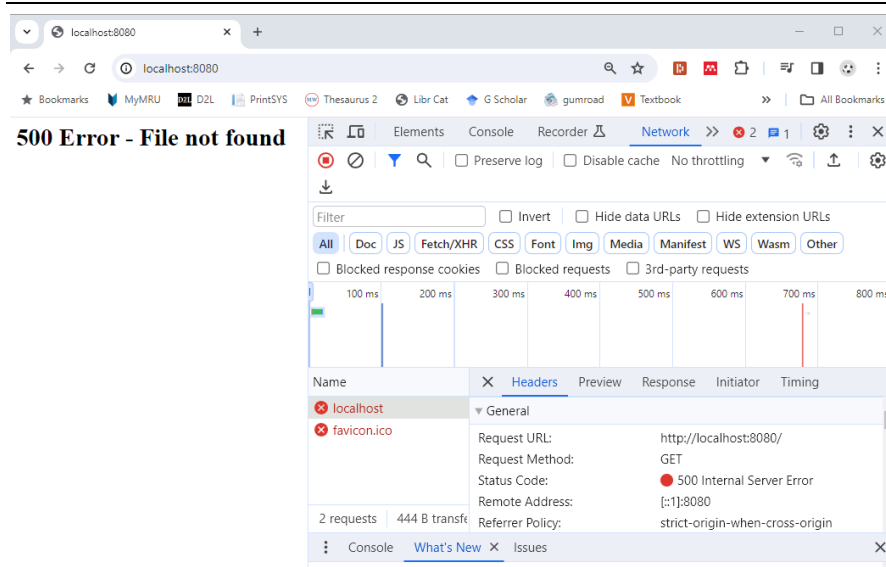 localhost:8080
localhost:8080
Bookmarks MyMRU D2L D2L PrintSYS MW Thesaurus 2 Libr Cat G Scholar gumroad V Textbook » All Bookmarks
500 Error - File not found
Elements Console Recorder Network 2 1
Preserve log Disable cache No throttling
Filter Invert Hide data URLs Hide extension URLs
All Doc JS Fetch/XHR CSS Font Img Media Manifest WS Wasm Other
Blocked response cookies Blocked requests 3rd-party requests
100 ms 200 ms 300 ms 400 ms 500 ms 600 ms 700 ms 800 ms
Name Headers Preview Response Initiator Timing
localhost
General
favicon.ico
Request URL: http://localhost:8080/
Request Method: GET
Status Code: 500 Internal Server Error
Remote Address: [::1]:8080
2 requests 444 B transfe
Referrer Policy: strict-origin-when-cross-origin
Console What's New Issues